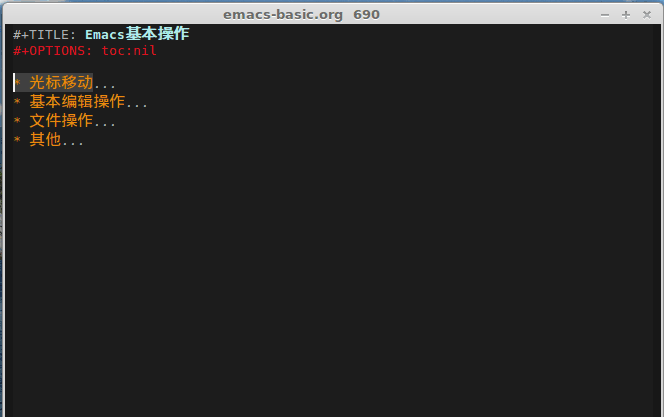 emacs-basic.org 690
#+TITLE: Emacs基本操作
#+OPTIONS: toc:nil
* 光标移动...
* 基本编辑操作...
* 文件操作...
* 其他...